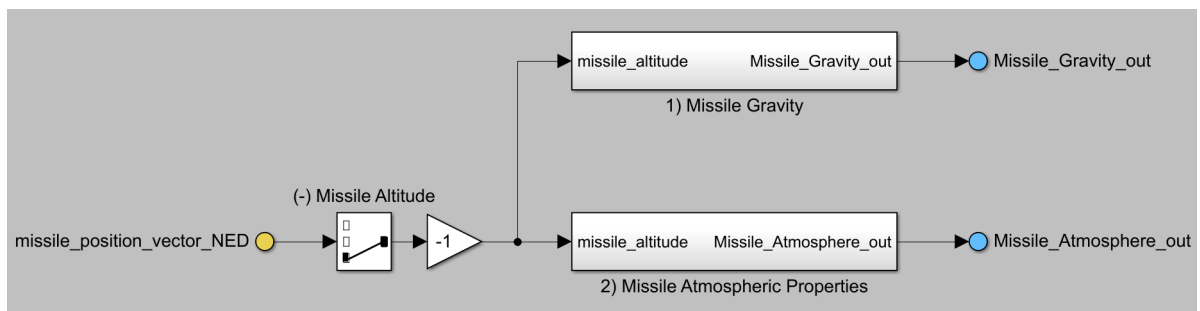 missile_altitude Missile_Gravity_out
Missile_Gravity_out
1) Missile Gravity
(-) Missile Altitude
missile_position_vector_NED
-1
missile_altitude Missile_Atmosphere_out
Missile_Atmosphere_out
2) Missile Atmospheric Properties